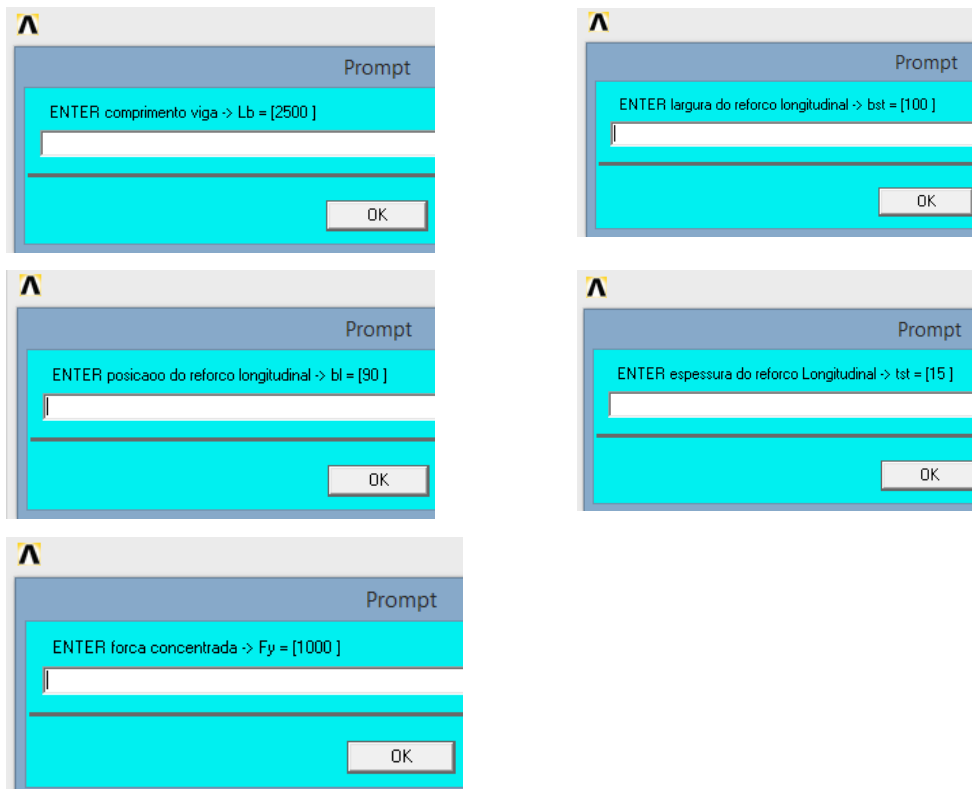 Prompt
ENTER comprimento viga -> Lb = [2500 ]
OK
Prompt
ENTER largura do reforco longitudinal -> bst = [100 ]
OK
Prompt
ENTER posicaoo do reforco longitudinal -> bl = [90 ]
OK
Prompt
ENTER espessura do reforco Longitudinal -> tst = [15 ]
OK
Prompt
ENTER forca concentrada -> Fy = [1000 ]
OK